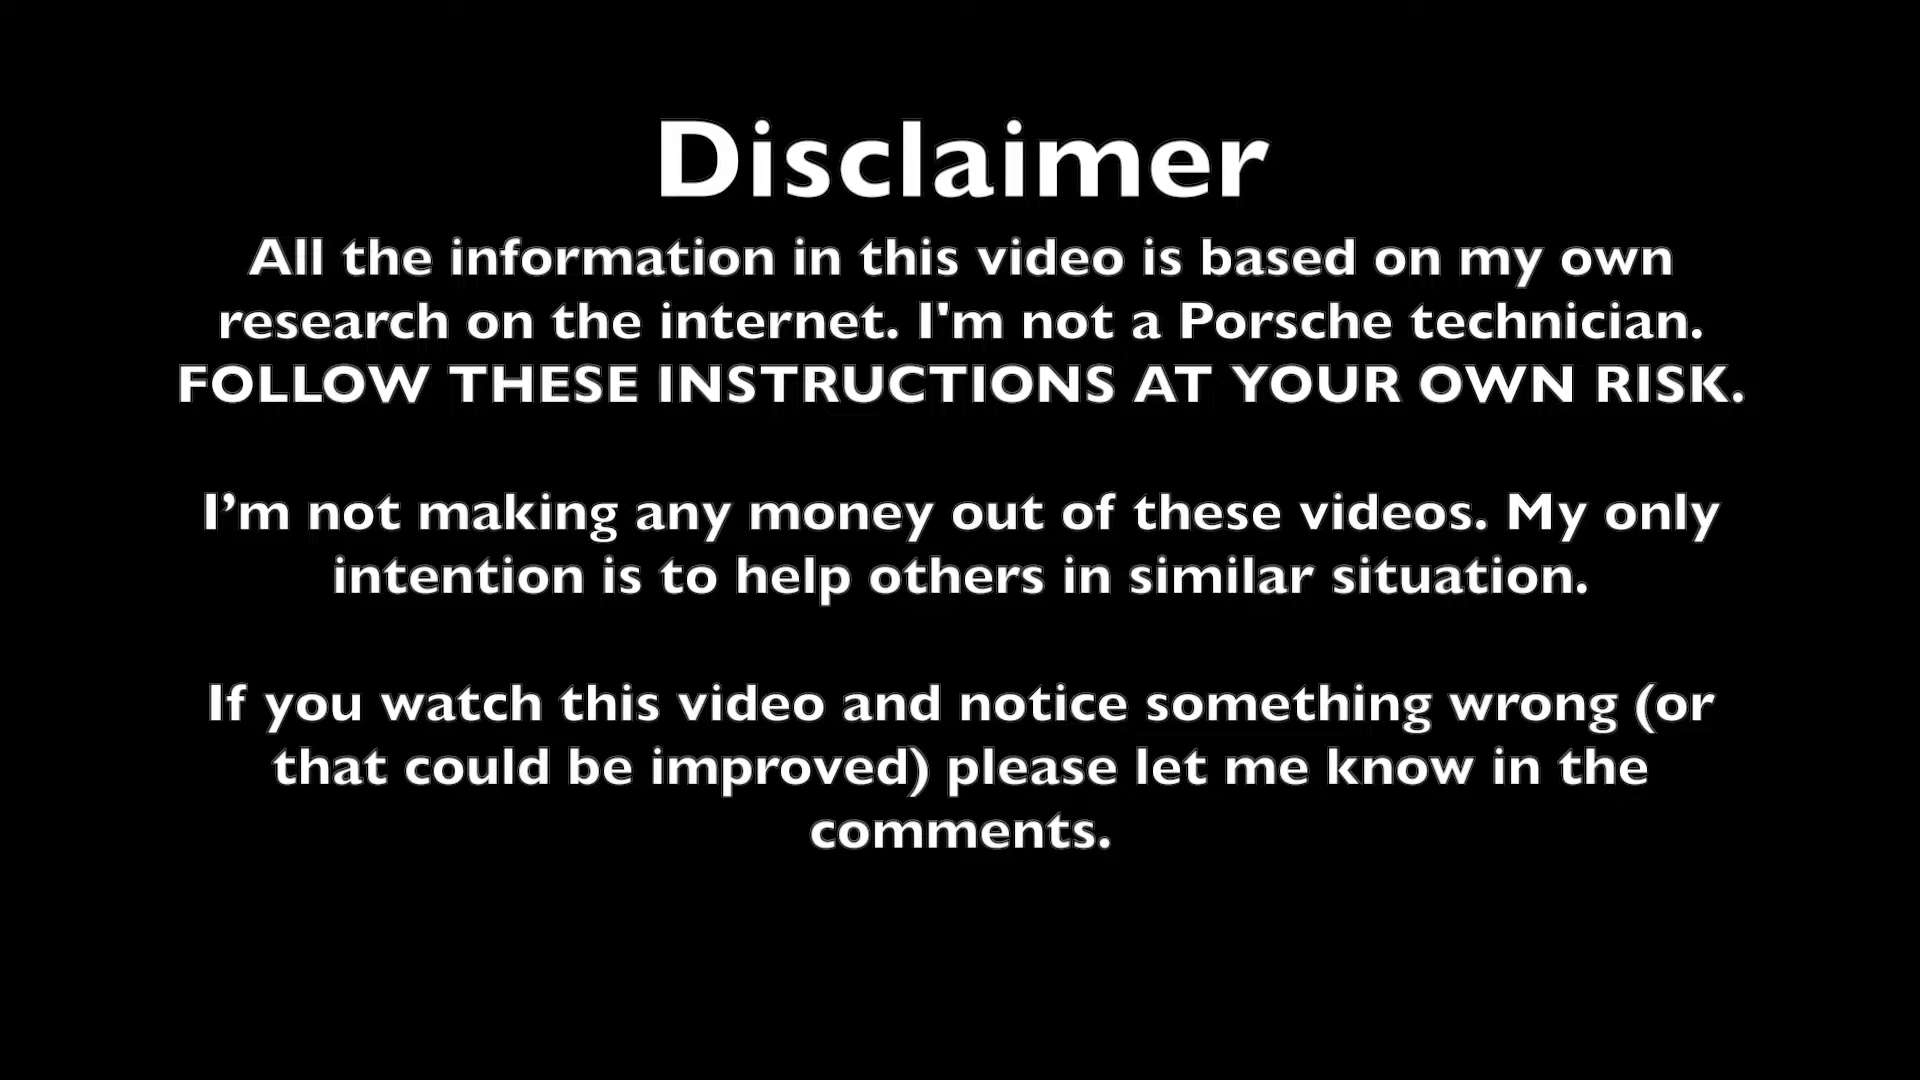 Disclaimer
All the information in this video is based on my own
research on the internet. I'm not a Porsche technician.
FOLLOW THESE INSTRUCTIONS AT YOUR OWN RISK.
I’m not making any money out of these videos. My only
intention is to help others in similar situation.
If you watch this video and notice something wrong (or
that could be improved) please let me know in the
comments.